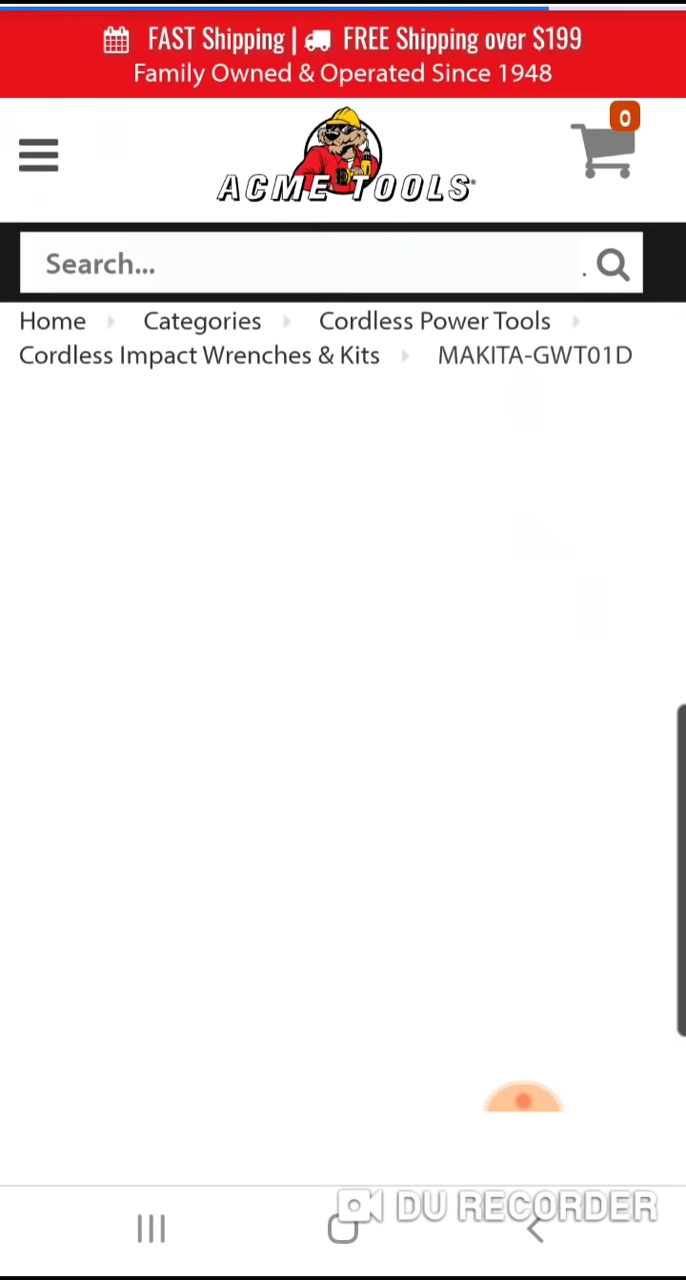 FAST Shipping | FREE Shipping over $199
Family Owned & Operated Since 1948
0
ACME TOOLS
Search...
Home Categories Cordless Power Tools
Cordless Impact Wrenches & Kits MAKITA-GWT01D
DU RECORDER